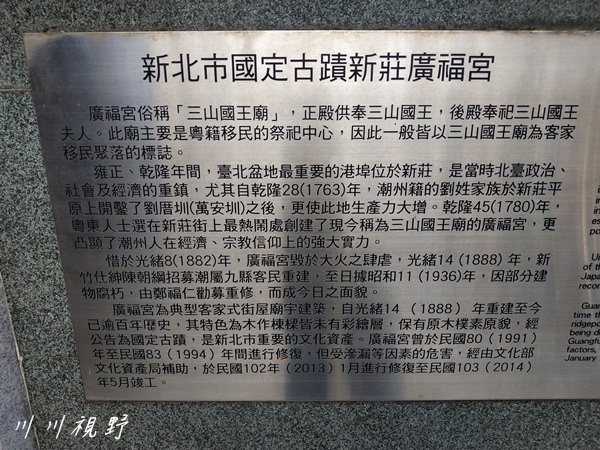 新北市國定古蹟新莊廣福宮
廣福宮俗稱「三山國王廟」，正殿供奉三山國王，後殿奉祀三山國王
夫人。此廟主要是粵籍移民的祭祀中心，因此一般皆以三山國王廟為客家
移民聚落的標誌。
雍正、乾隆年間，臺北盆地最重要的港埠位於新莊，是當時北臺政治、
社會及經濟的重鎮，尤其自乾隆28(1763)年，潮州籍的劉姓家族於新莊平
原上開鑿了劉厝圳(萬安圳)之後，更使此地生產力大增。乾隆45(1780)年，
粵東人士選在新莊街上最熱鬧處創建了現今稱為三山國王廟的廣福宮，更
凸顯了潮州人在經濟、宗教信仰上的強大實力。
惜於光緒8(1882)年，廣福宮毀於大火之肆虐，光緒14（1888）年，新
竹仕紳陳朝綱招募潮屬九縣客民重建，至日據昭和11（1936)年，因部分建
物腐朽，由鄭福仁勸募重修，而成今日之面貌。
廣福宮為典型客家式街屋廟宇建築，自光緒14（1888）年重建至今
已逾百年歷史，其特色為木作棟樑皆未有彩繪層，保有原木樸素原貌，經
公告為國定古蹟，是新北市重要的文化資產。廣福宮曾於民國80（1991）
年至民國83（1994）年間進行修復，但受滲漏等因素的危害，經由文化部
文化資產局補助，於民國102年（2013）1月進行修復至民國103（2014）
年5月竣工。
川川視野